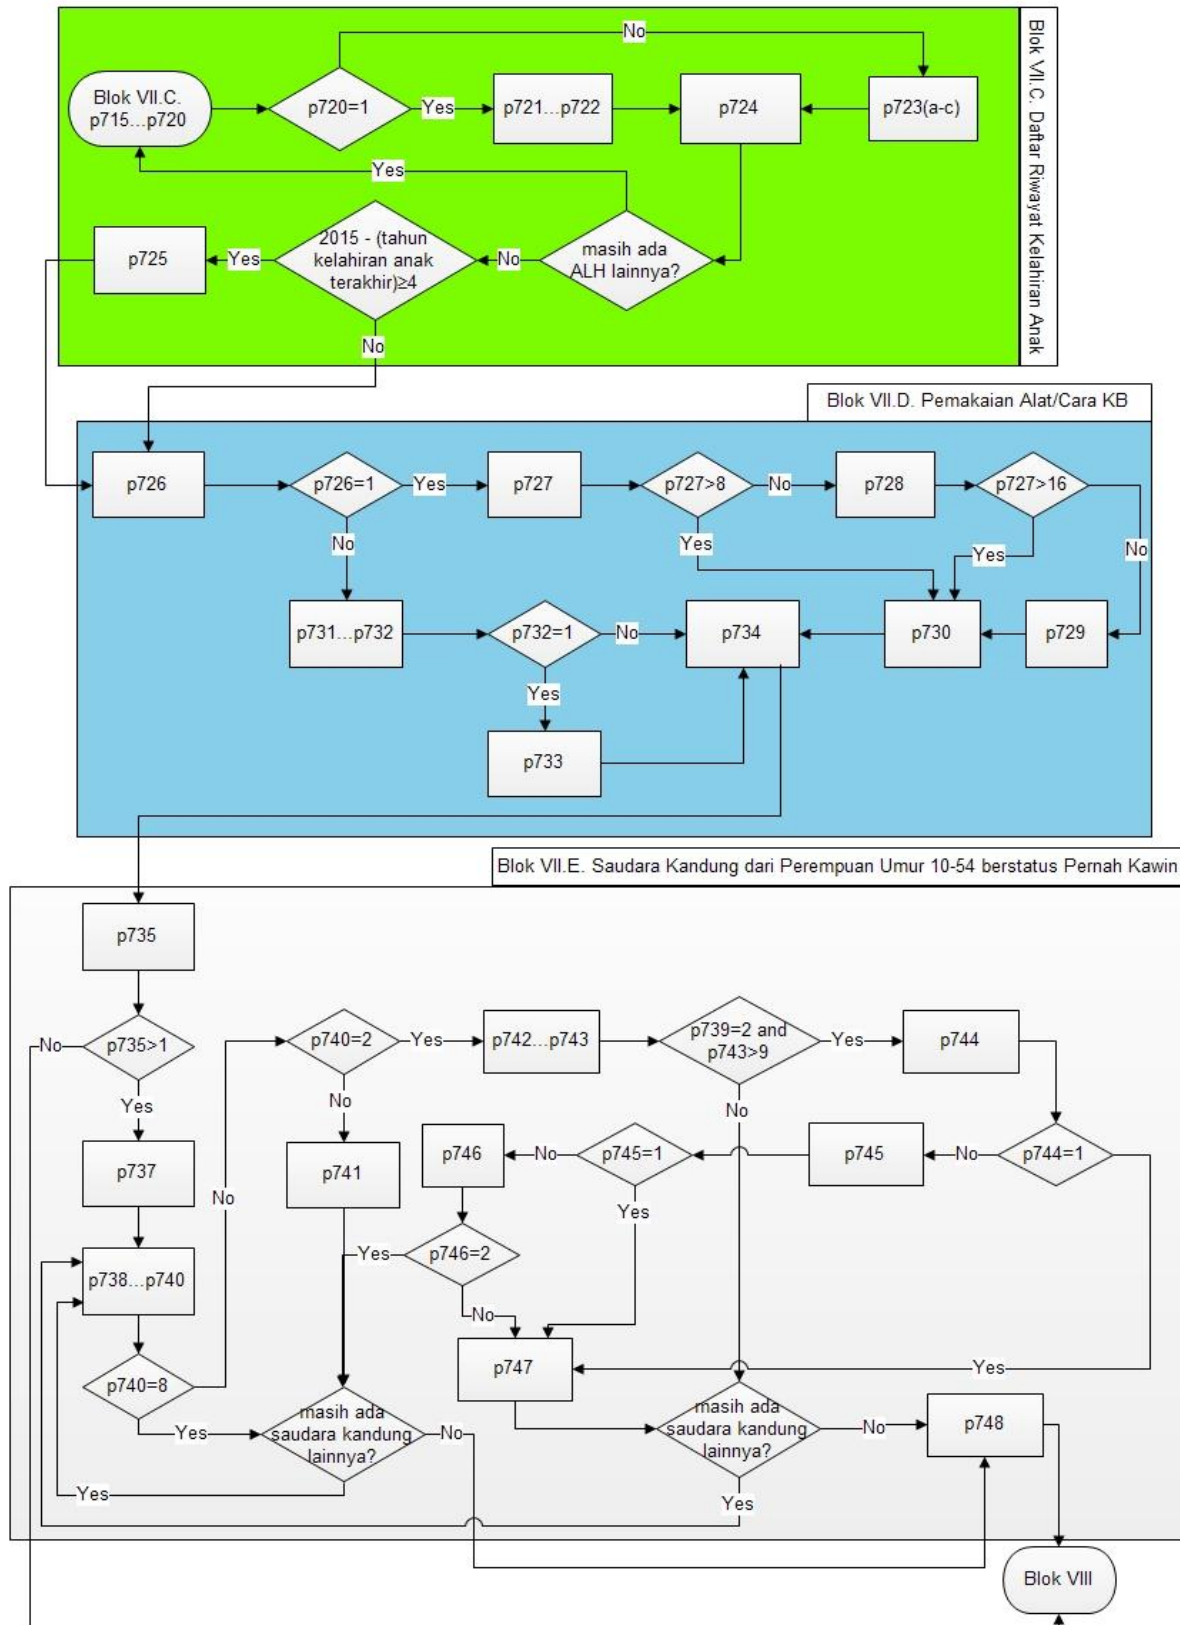 Blok VII.C. Daftar Riwayat Kelahiran Anak
No
Blok VII.C.
p715...p720
p720=1
Yes
p721...p722
p724
p723(a-c)
Yes
p725
Yes
2015 - (tahun
kelahiran anak
terakhir)≥4
No
masih ada
ALH lainnya?
No
Blok VII.D. Pemakaian Alat/Cara KB
p726
p726=1
Yes
p727
p727>8
No
p728
p727>16
No
Yes
Yes
No
p731...p732
p732=1
No
p734
p730
p729
Yes
p733
Blok VII.E. Saudara Kandung dari Perempuan Umur 10-54 berstatus Pernah Kawin
p735
No
p735>1
p740=2
Yes
p742...p743
p739=2 and
p743>9
Yes
p744
Yes
No
No
p737
p741
p746
No
p745=1
p745
No
p744=1
No
Yes
p738...p740
Yes
p746=2
No
p747
Yes
p740=8
Yes
masih ada
saudara kandung
lainnya?
No
masih ada
saudara kandung
lainnya?
No
p748
Yes
Yes
Blok VIII